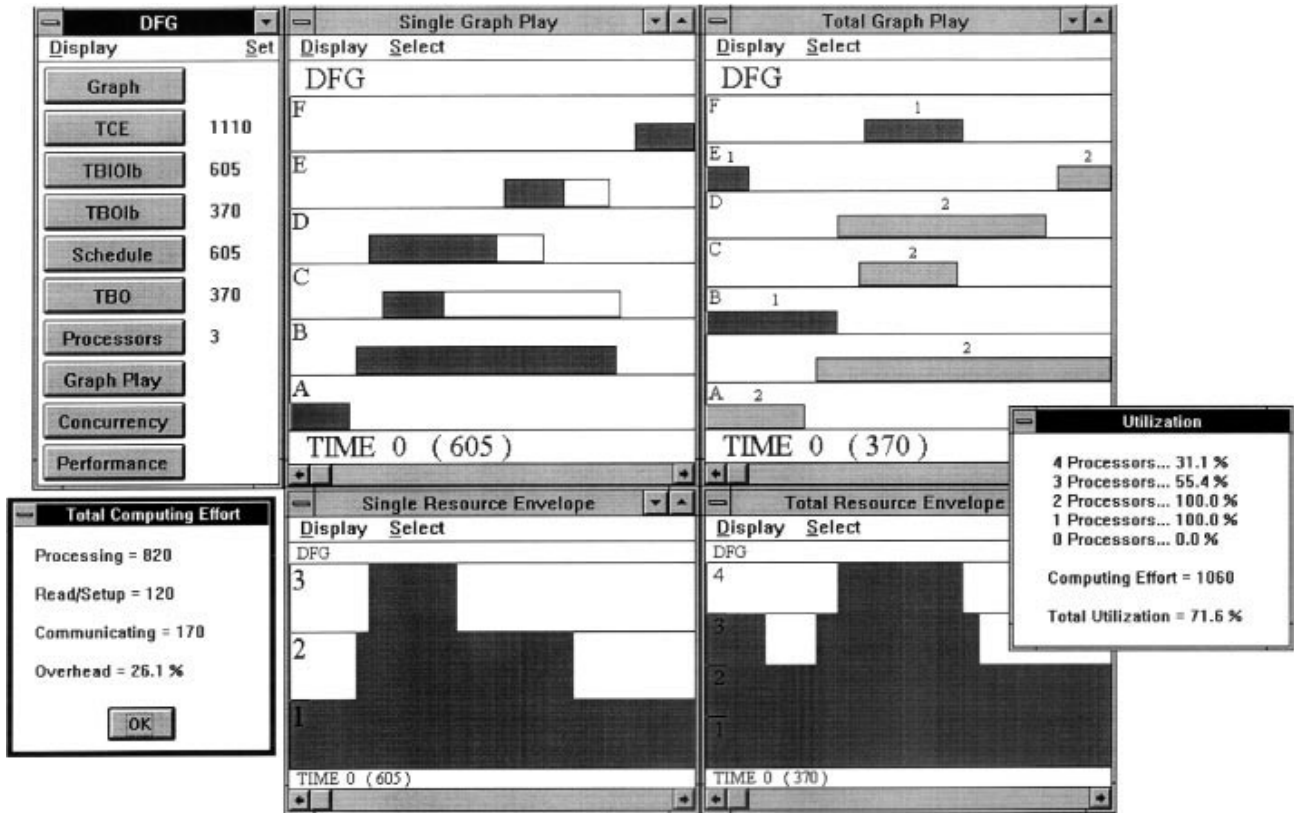 DFG
Display Set
Graph
TCE 1110
TBIOlb 605
TBOlb 370
Schedule 605
TBO 370
Processors 3
Graph Play
Concurrency
Performance
Single Graph Play
Display Select
DFG
F
E
D
C
B
A
TIME 0 (605)
Total Graph Play
Display Select
DFG
F 1
E 1 2
D 2
C 2
B 1
2
A 2
TIME 0 (370)
Utilization
4 Processors... 31.1 %
3 Processors... 55.4 %
2 Processors... 100.0 %
1 Processors... 100.0 %
0 Processors... 0.0 %
Computing Effort = 1060
Total Utilization = 71.6 %
Total Computing Effort
Processing = 820
Read/Setup = 120
Communicating = 170
Overhead = 26.1 %
OK
Single Resource Envelope
Display Select
DFG
3
2
1
TIME 0 (605)
Total Resource Envelope
Display Select
DFG
4
3
2
1
TIME 0 (370)